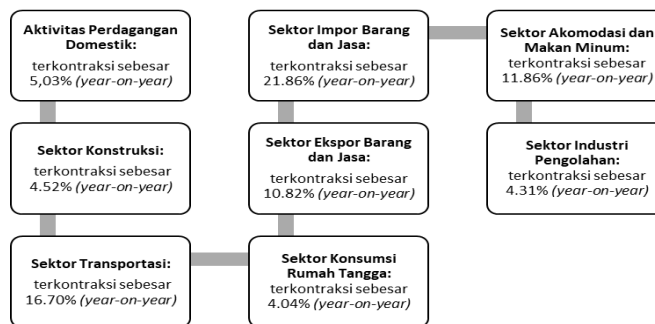 Aktivitas Perdagangan
Domestik:
terkontraksi sebesar
5,03% (year-on-year)
Sektor Konstruksi:
terkontraksi sebesar
4.52% (year-on-year)
Sektor Transportasi:
terkontraksi sebesar
16.70% (year-on-year)
Sektor Konsumsi
Rumah Tangga:
terkontraksi sebesar
4.04% (year-on-year)
Sektor Ekspor Barang
dan Jasa:
terkontraksi sebesar
10.82% (year-on-year)
Sektor Impor Barang
dan Jasa:
terkontraksi sebesar
21.86% (year-on-year)
Sektor Akomodasi dan
Makan Minum:
terkontraksi sebesar
11.86% (year-on-year)
Sektor Industri
Pengolahan:
terkontraksi sebesar
4.31% (year-on-year)